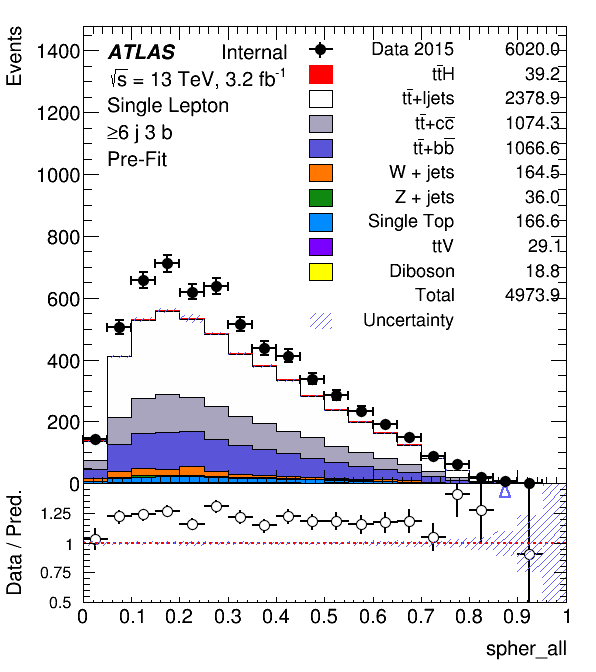 Events
1400
1200
1000
800
600
400
200
0
ATLAS Internal
√s = 13 TeV, 3.2 fb⁻¹
Single Lepton
≥6 j 3 b
Pre-Fit
Data 2015 6020.0
tt̅H 39.2
tt̅+ljets 2378.9
tt̅+cc̅ 1074.3
tt̅+bb̅ 1066.6
W + jets 164.5
Z + jets 36.0
Single Top 166.6
ttV 29.1
Diboson 18.8
Total 4973.9
Uncertainty
Data / Pred.
1.25
1
0.75
0.5
0 0.1 0.2 0.3 0.4 0.5 0.6 0.7 0.8 0.9 1
spher_all